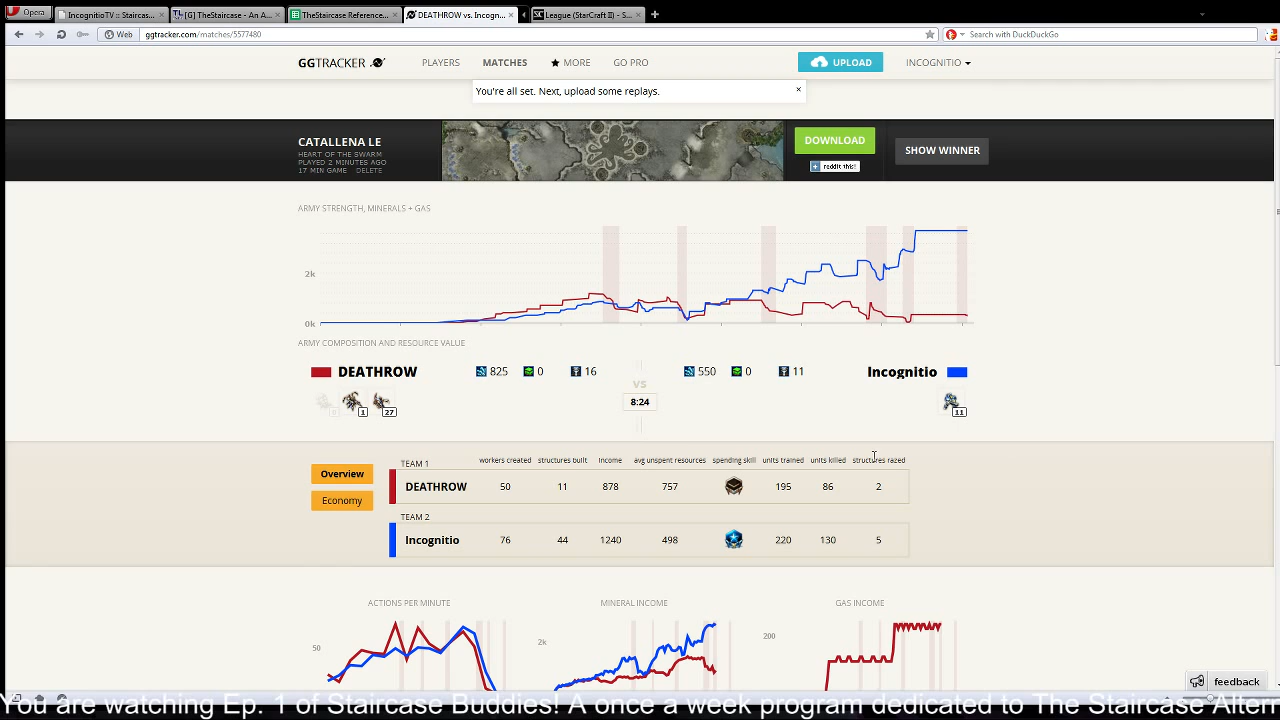 Opera
IncognitioTV :: Staircas...
[G] TheStaircase - An A...
TheStaircase Reference...
DEATHROW vs. Incogn...
League (StarCraft II) - S...
Web
ggtracker.com/matches/5577480
Search with DuckDuckGo
GGTRACKER
PLAYERS
MATCHES
MORE
GO PRO
UPLOAD
INCOGNITIO
You're all set. Next, upload some replays.
CATALLENA LE
HEART OF THE SWARM
PLAYED 2 MINUTES AGO
17 MIN GAME DELETE
DOWNLOAD
reddit this!
SHOW WINNER
ARMY STRENGTH, MINERALS + GAS
2k
0k
ARMY COMPOSITION AND RESOURCE VALUE
DEATHROW
825
0
16
VS
8:24
550
0
11
Incognitio
1
27
11
Overview
Economy
TEAM 1
workers created structures built income avg unspent resources spending skill units trained units killed structures razed
DEATHROW 50 11 878 757 195 86 2
TEAM 2
Incognitio 76 44 1240 498 220 130 5
ACTIONS PER MINUTE
50
MINERAL INCOME
2k
GAS INCOME
200
feedback
You are watching Ep. 1 of Staircase Buddies! A once a week program dedicated to The Staircase Altern